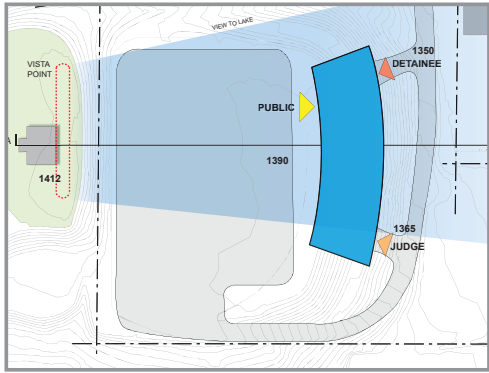 VIEW TO LAKE
1350
DETAINEE
VISTA
POINT
PUBLIC
A
1390
1412
1365
JUDGE